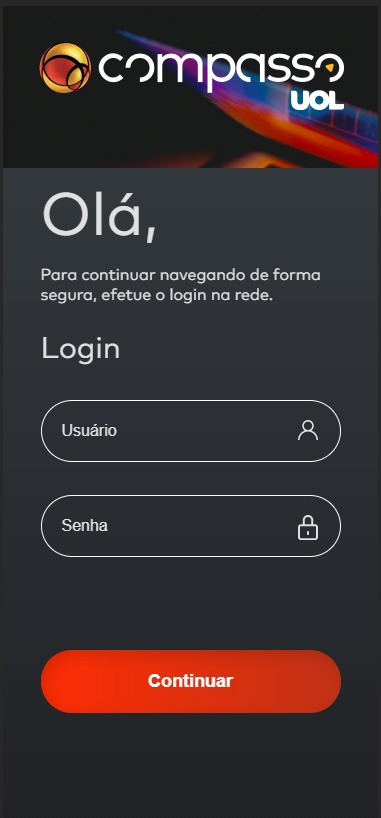 compasso
UOL
Olá,
Para continuar navegando de forma
segura, efetue o login na rede.
Login
Usuário
Senha
Continuar